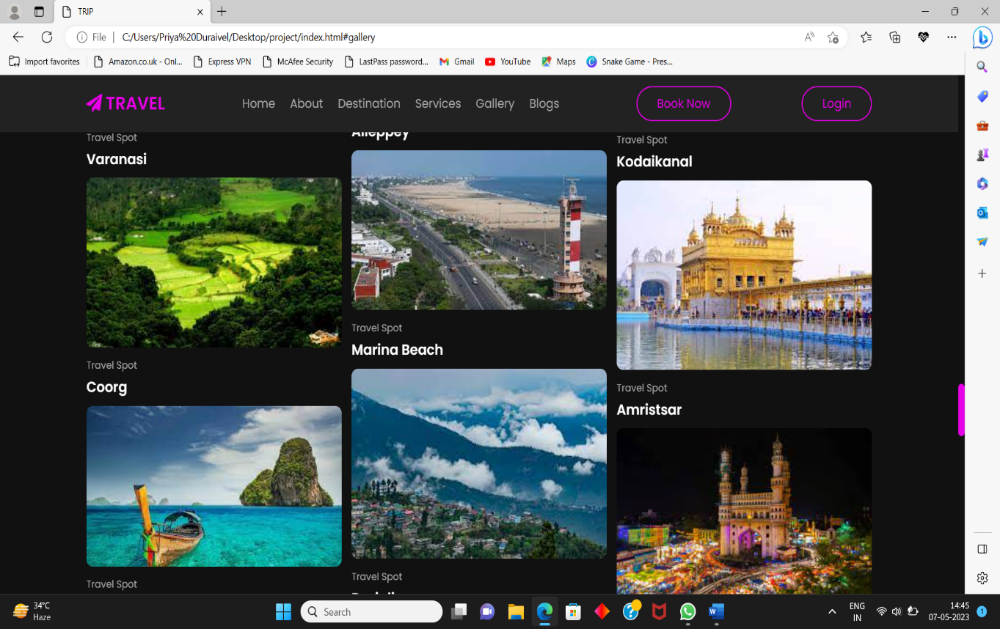 TRIP
File
C:/Users/Priya%20Duraivel/Desktop/project/index.html#gallery
Import favorites
Amazon.co.uk - Onl...
Express VPN
McAfee Security
LastPass password...
Gmail
YouTube
Maps
Snake Game - Pres...
TRAVEL
Home
About
Destination
Services
Gallery
Blogs
Book Now
Login
Travel Spot
Varanasi
Travel Spot
Coorg
Travel Spot
Alleppey
Travel Spot
Marina Beach
Travel Spot
Travel Spot
Kodaikanal
Travel Spot
Amristsar
34°C
Haze
Search
ENG
IN
14:45
07-05-2023
1